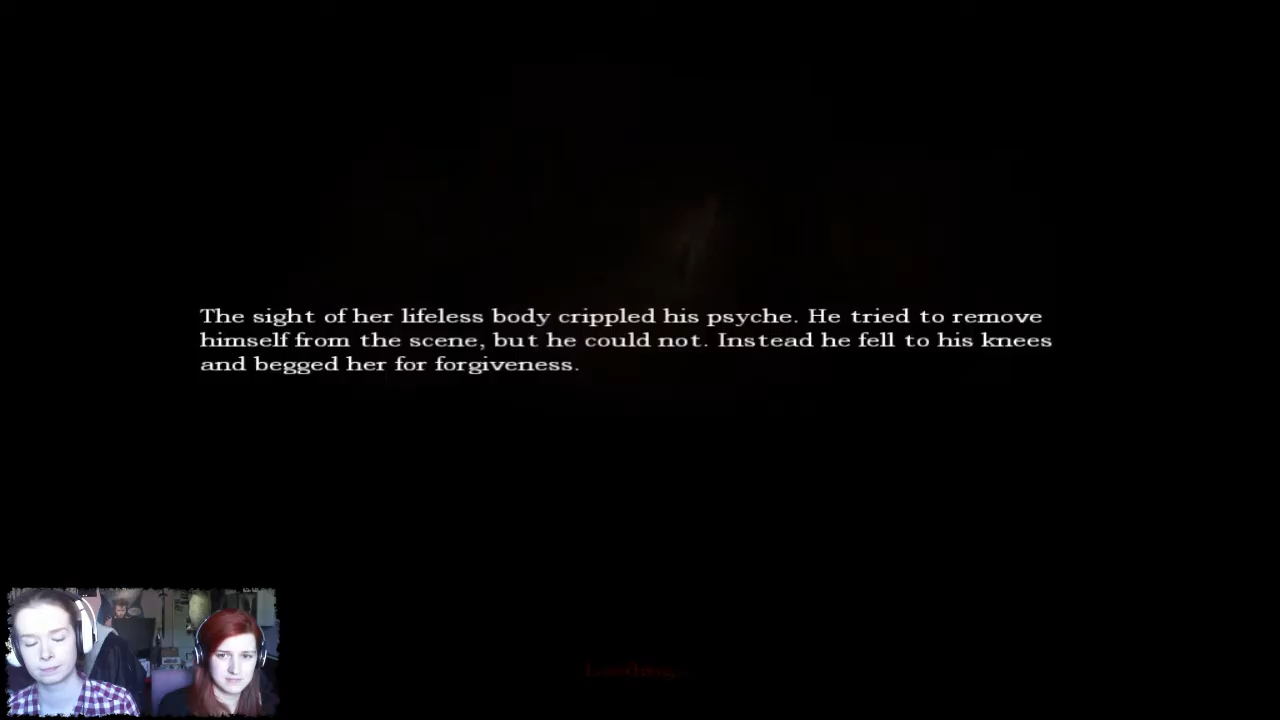 The sight of her lifeless body crippled his psyche. He tried to remove
himself from the scene, but he could not. Instead he fell to his knees
and begged her for forgiveness.
Loading...